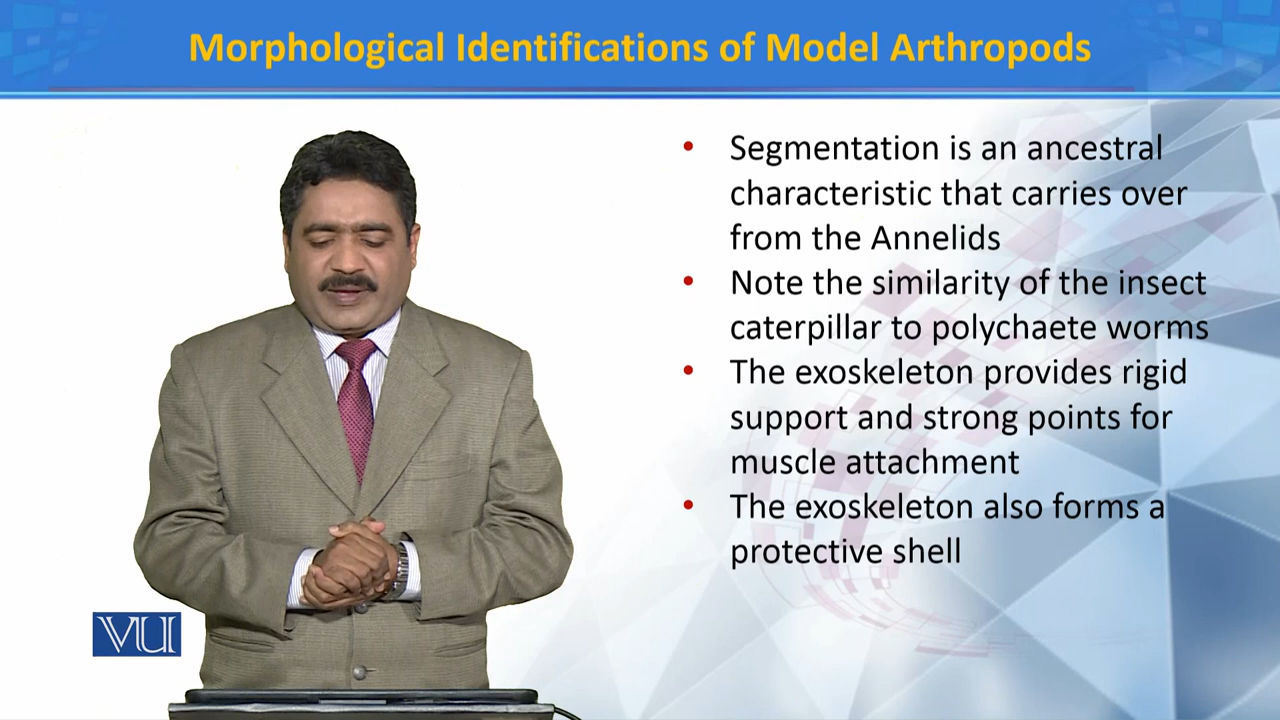 Morphological Identifications of Model Arthropods
• Segmentation is an ancestral
characteristic that carries over
from the Annelids
• Note the similarity of the insect
caterpillar to polychaete worms
• The exoskeleton provides rigid
support and strong points for
muscle attachment
• The exoskeleton also forms a
protective shell
VU